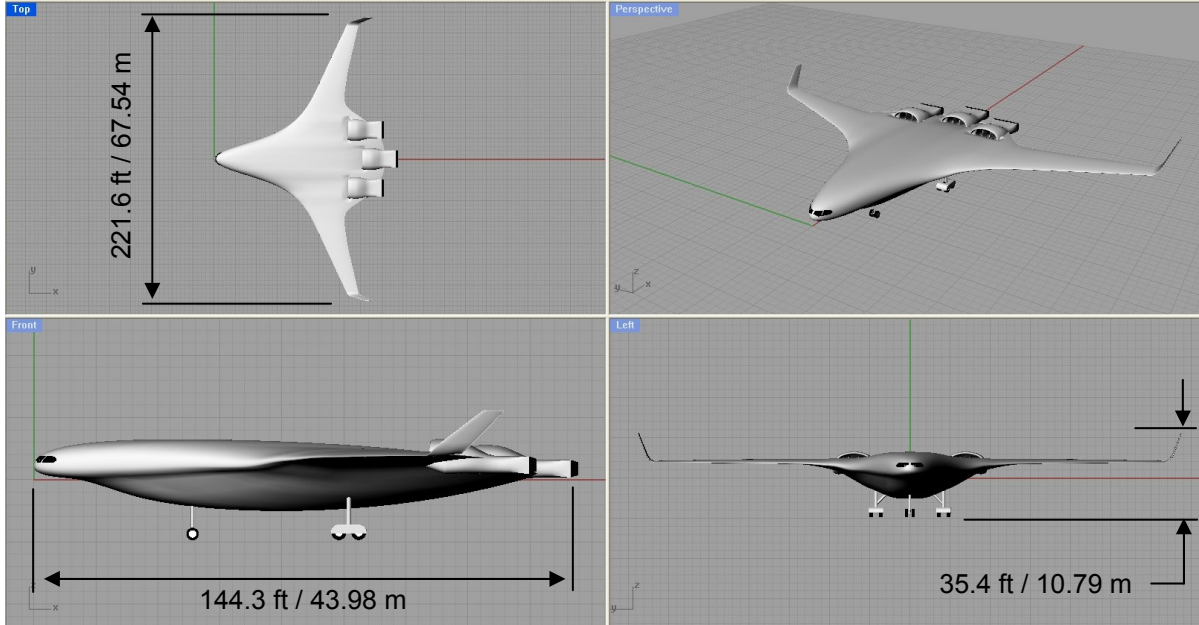 Top
221.6 ft / 67.54 m
y
x
Perspective
z
y
x
Front
144.3 ft / 43.98 m
z
x
Left
35.4 ft / 10.79 m
z
y